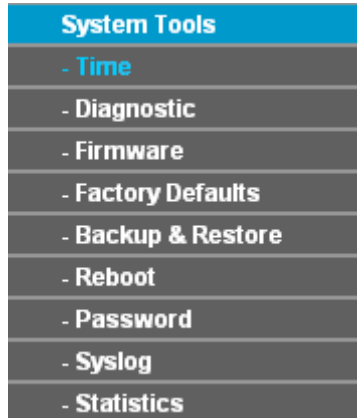 System Tools
- Time
- Diagnostic
- Firmware
- Factory Defaults
- Backup & Restore
- Reboot
- Password
- Syslog
- Statistics